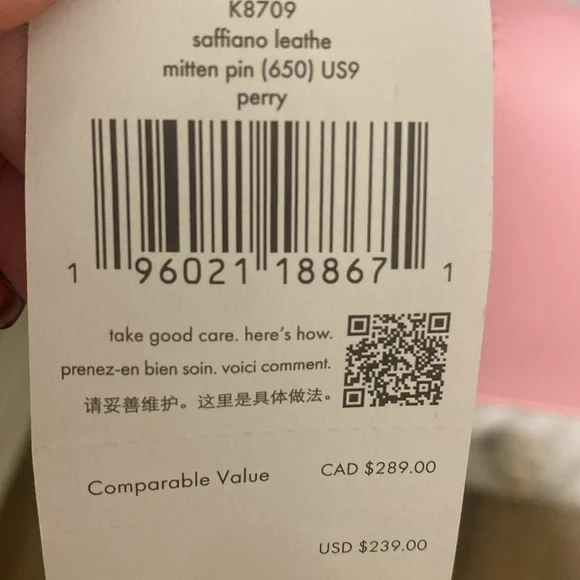 K8709
saffiano leathe
mitten pin (650) US9
perry
1 96021 18867 1
take good care. here's how.
prenez-en bien soin. voici comment.
请妥善维护。这里是具体做法。
Comparable Value CAD $289.00
USD $239.00